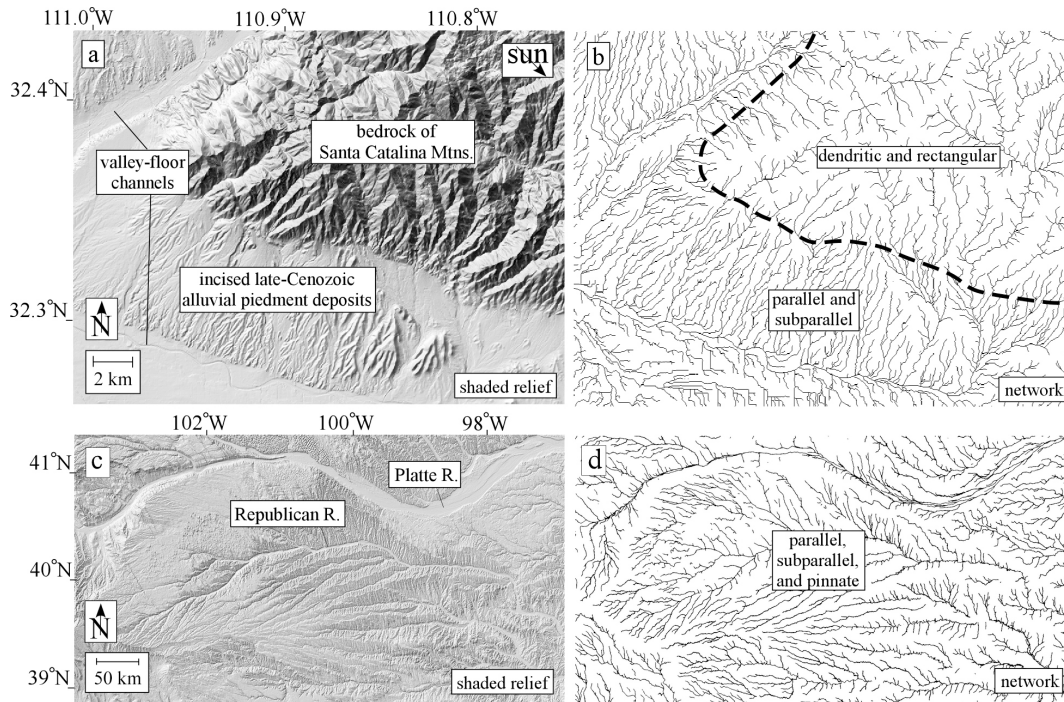 111.0°W 110.9°W 110.8°W
a
sun
32.4°N
bedrock of
Santa Catalina Mtns.
valley-floor
channels
incised late-Cenozoic
alluvial piedment deposits
32.3°N
N
2 km
shaded relief
b
dendritic and rectangular
parallel and
subparallel
network
102°W 100°W 98°W
c
41°N
Platte R.
Republican R.
40°N
N
50 km
39°N
shaded relief
d
parallel,
subparallel,
and pinnate
network